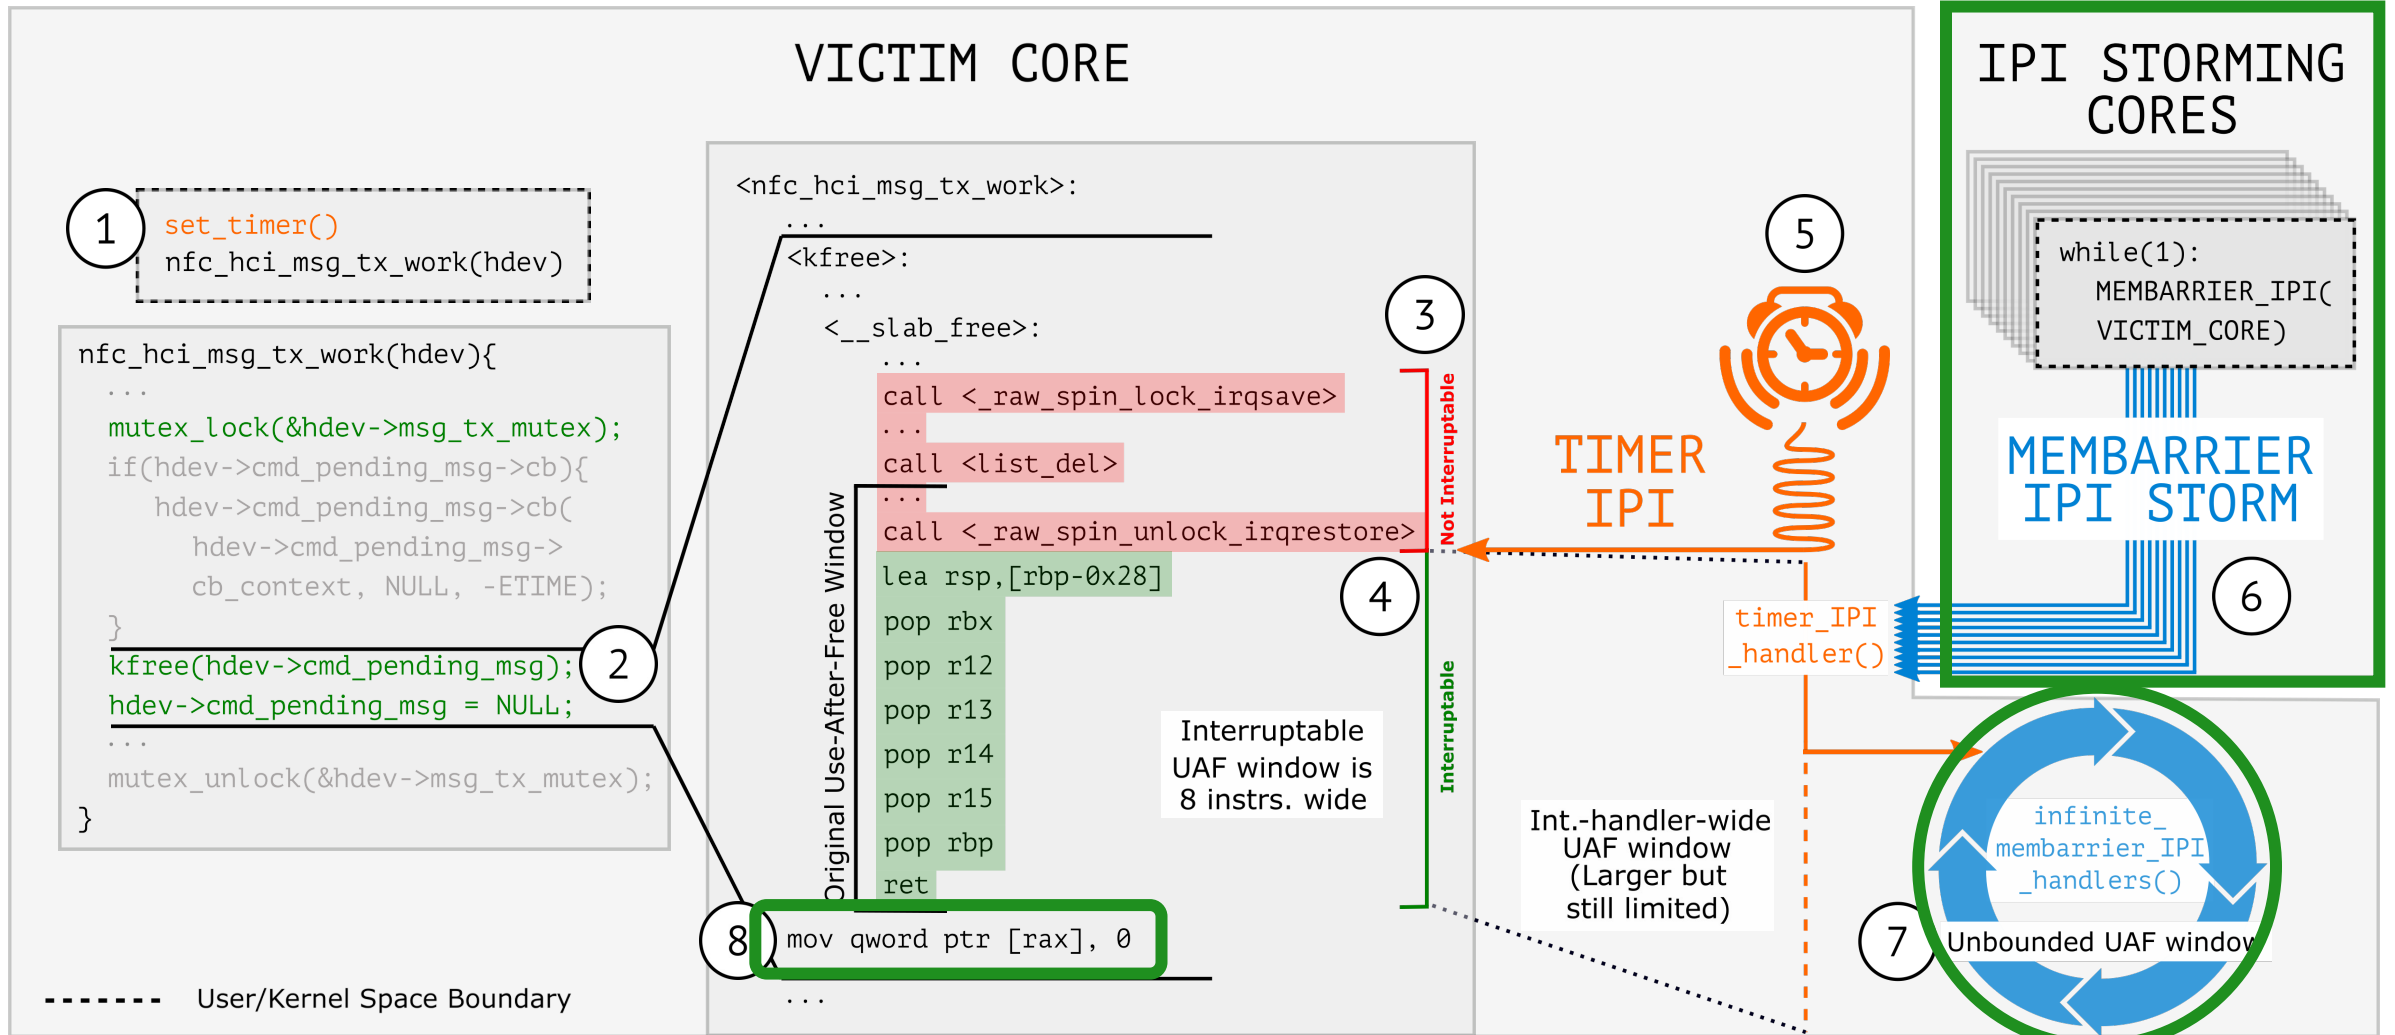 VICTIM CORE
1
set_timer()
nfc_hci_msg_tx_work(hdev)
nfc_hci_msg_tx_work(hdev){
...
mutex_lock(&hdev->msg_tx_mutex);
if(hdev->cmd_pending_msg->cb){
hdev->cmd_pending_msg->cb(
hdev->cmd_pending_msg->
cb_context, NULL, -ETIME);
}
kfree(hdev->cmd_pending_msg);
hdev->cmd_pending_msg = NULL;
...
mutex_unlock(&hdev->msg_tx_mutex);
}
2
User/Kernel Space Boundary
<nfc_hci_msg_tx_work>:
...
<kfree>:
...
<__slab_free>:
...
call <_raw_spin_lock_irqsave>
...
call <list_del>
...
call <_raw_spin_unlock_irqrestore>
lea rsp,[rbp-0x28]
pop rbx
pop r12
pop r13
pop r14
pop r15
pop rbp
ret
8
mov qword ptr [rax], 0
...
Original Use-After-Free Window
3
Not Interruptable
4
Interruptable
Interruptable
UAF window is
8 instrs. wide
5
TIMER
IPI
timer_IPI
_handler()
Int.-handler-wide
UAF window
(Larger but
still limited)
IPI STORMING
CORES
while(1):
MEMBARRIER_IPI(
VICTIM_CORE)
MEMBARRIER
IPI STORM
6
7
infinite_
membarrier_IPI
_handlers()
Unbounded UAF window